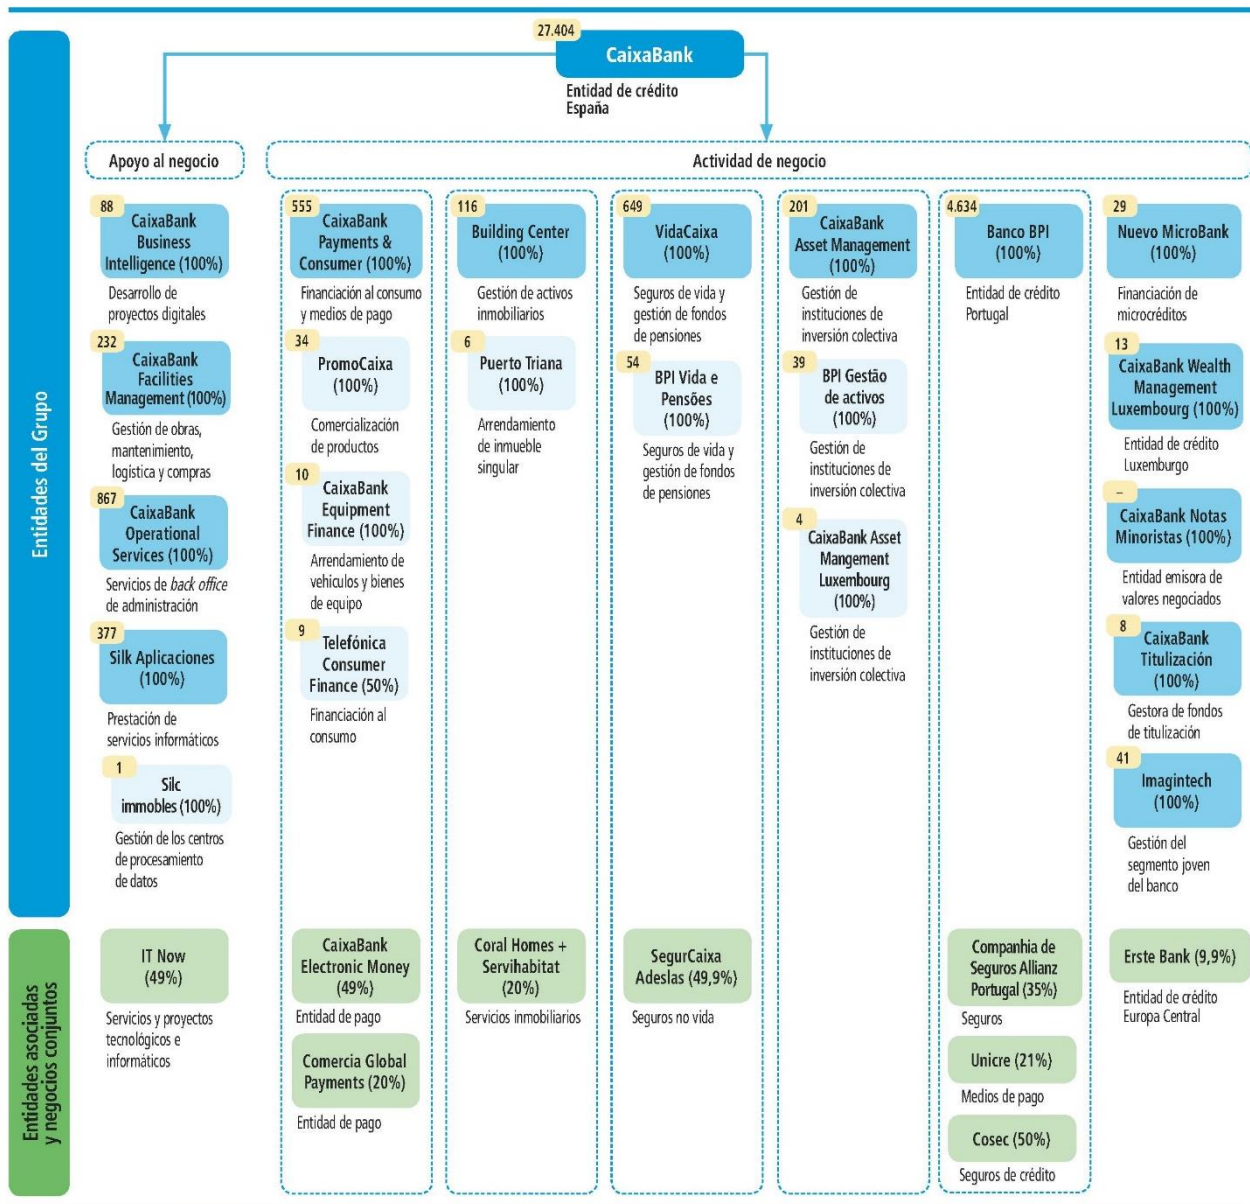 27.404
CaixaBank
Entidad de crédito
España
Apoyo al negocio
Actividad de negocio
Entidades del Grupo
88
CaixaBank
Business
Intelligence (100%)
Desarrollo de
proyectos digitales
232
CaixaBank
Facilities
Management (100%)
Gestión de obras,
mantenimiento,
logística y compras
867
CaixaBank
Operational
Services (100%)
Servicios de back office
de administración
377
Silk Aplicaciones
(100%)
Prestación de
servicios informáticos
1
Silc
immobles (100%)
Gestión de los centros
de procesamiento
de datos
555
CaixaBank
Payments &
Consumer (100%)
Financiación al consumo
y medios de pago
34
PromoCaixa
(100%)
Comercialización
de productos
10
CaixaBank
Equipment
Finance (100%)
Arrendamiento de
vehículos y bienes
de equipo
9
Telefónica
Consumer
Finance (50%)
Financiación al
consumo
116
Building Center
(100%)
Gestión de activos
inmobiliarios
6
Puerto Triana
(100%)
Arrendamiento
de inmueble
singular
649
VidaCaixa
(100%)
Seguros de vida y
gestión de fondos
de pensiones
54
BPI Vida e
Pensões
(100%)
Seguros de vida y
gestión de fondos
de pensiones
201
CaixaBank
Asset Management
(100%)
Gestión de
instituciones de
inversión colectiva
39
BPI Gestão
de activos
(100%)
Gestión de
instituciones de
inversión colectiva
4
CaixaBank Asset
Mangement
Luxembourg
(100%)
Gestión de
instituciones de
inversión colectiva
4.634
Banco BPI
(100%)
Entidad de crédito
Portugal
29
Nuevo MicroBank
(100%)
Financiación de
microcréditos
13
CaixaBank Wealth
Management
Luxembourg (100%)
Entidad de crédito
Luxemburgo
–
CaixaBank Notas
Minoristas (100%)
Entidad emisora de
valores negociados
8
CaixaBank
Titulización
(100%)
Gestora de fondos
de titulización
41
Imagintech
(100%)
Gestión del
segmento joven
del banco
Entidades asociadas
y negocios conjuntos
IT Now
(49%)
Servicios y proyectos
tecnológicos e
informáticos
CaixaBank
Electronic Money
(49%)
Entidad de pago
Comercia Global
Payments (20%)
Entidad de pago
Coral Homes +
Servihabitat
(20%)
Servicios inmobiliarios
SegurCaixa
Adeslas (49,9%)
Seguros no vida
Companhia de
Seguros Allianz
Portugal (35%)
Seguros
Unicre (21%)
Medios de pago
Cosec (50%)
Seguros de crédito
Erste Bank (9,9%)
Entidad de crédito
Europa Central